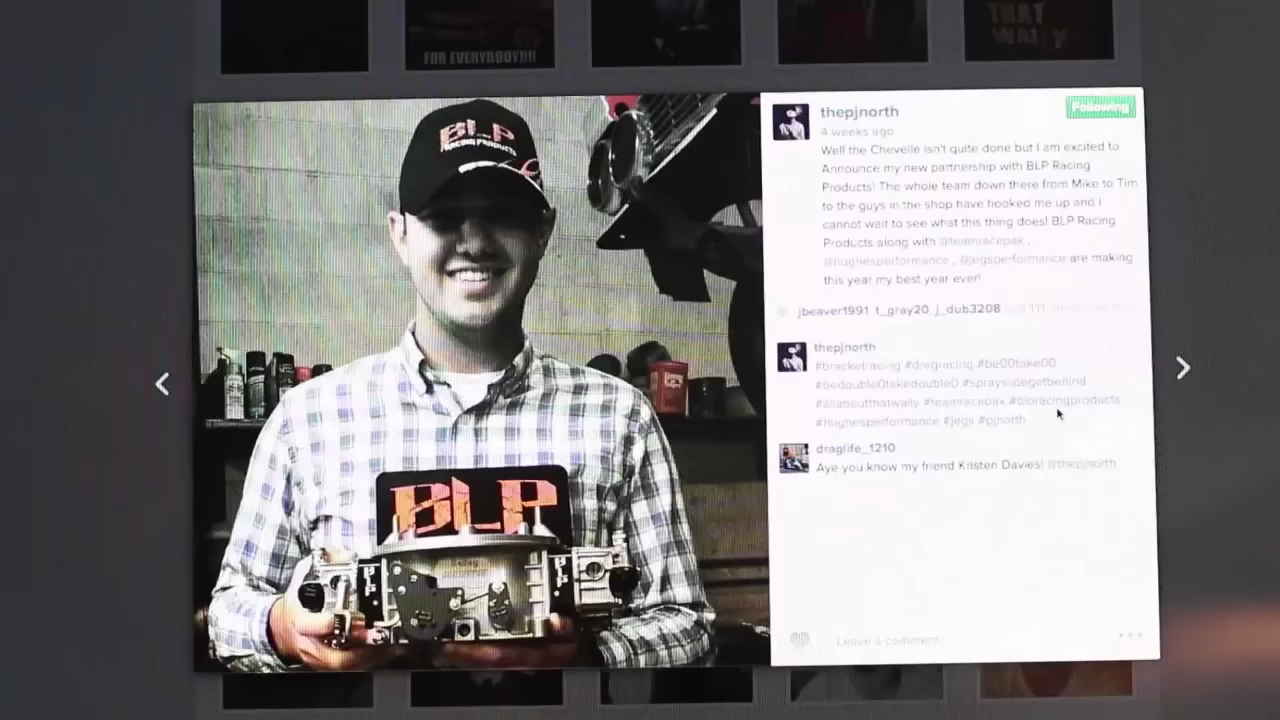 FOR EVERYBODY!!!!
THAT
WALLY
BLP
RACING PRODUCTS
BLP
thepjnorth
Following
4 weeks ago
Well the Chevelle isn't quite done but I am excited to
Announce my new partnership with BLP Racing
Products! The whole team down there from Mike to Tim
to the guys in the shop have hooked me up and I
cannot wait to see what this thing does! BLP Racing
Products along with @teamracepak ,
@hughesperformance , @jegsperformance are making
this year my best year ever!
jbeaver1991 t_gray20 j_dub3208 and 111
thepjnorth
#bracketracing #dragracing #be00take00
#bedouble0takedouble0 #spraysidegetbehind
#allaboutthatwally #teamracepak #blpracingproducts
#hughesperformance #jegs #pjnorth
draglife_1210
Aye you know my friend Kristen Davies! @thepjnorth
Leave a comment